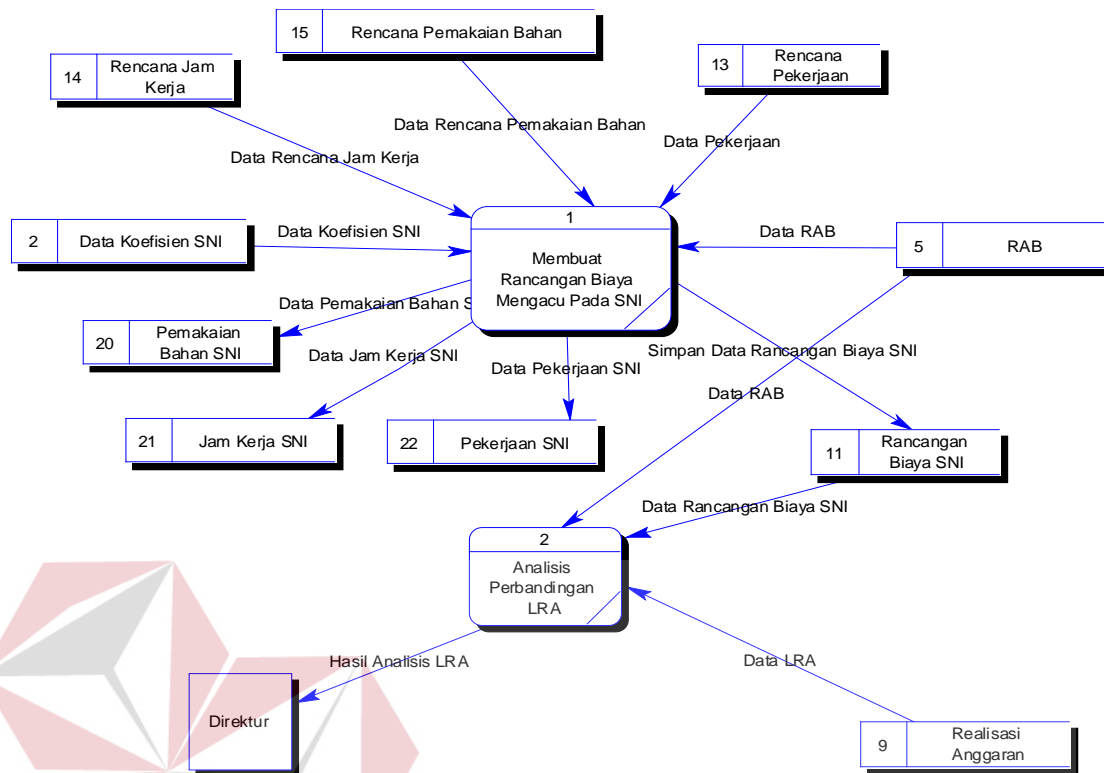 15 Rencana Pemakaian Bahan
14 Rencana Jam
Kerja
13 Rencana
Pekerjaan
Data Rencana Pemakaian Bahan
Data Pekerjaan
Data Rencana Jam Kerja
1
Membuat
Rancangan Biaya
Mengacu Pada SNI
2 Data Koefisien SNI
Data Koefisien SNI
Data RAB
5 RAB
Data Pemakaian Bahan S
20 Pemakaian
Bahan SNI
Data Jam Kerja SNI
Data Pekerjaan SNI
Simpan Data Rancangan Biaya SNI
Data RAB
21 Jam Kerja SNI
22 Pekerjaan SNI
11 Rancangan
Biaya SNI
Data Rancangan Biaya SNI
2
Analisis
Perbandingan
LRA
Hasil Analisis LRA
Data LRA
Direktur
9 Realisasi
Anggaran